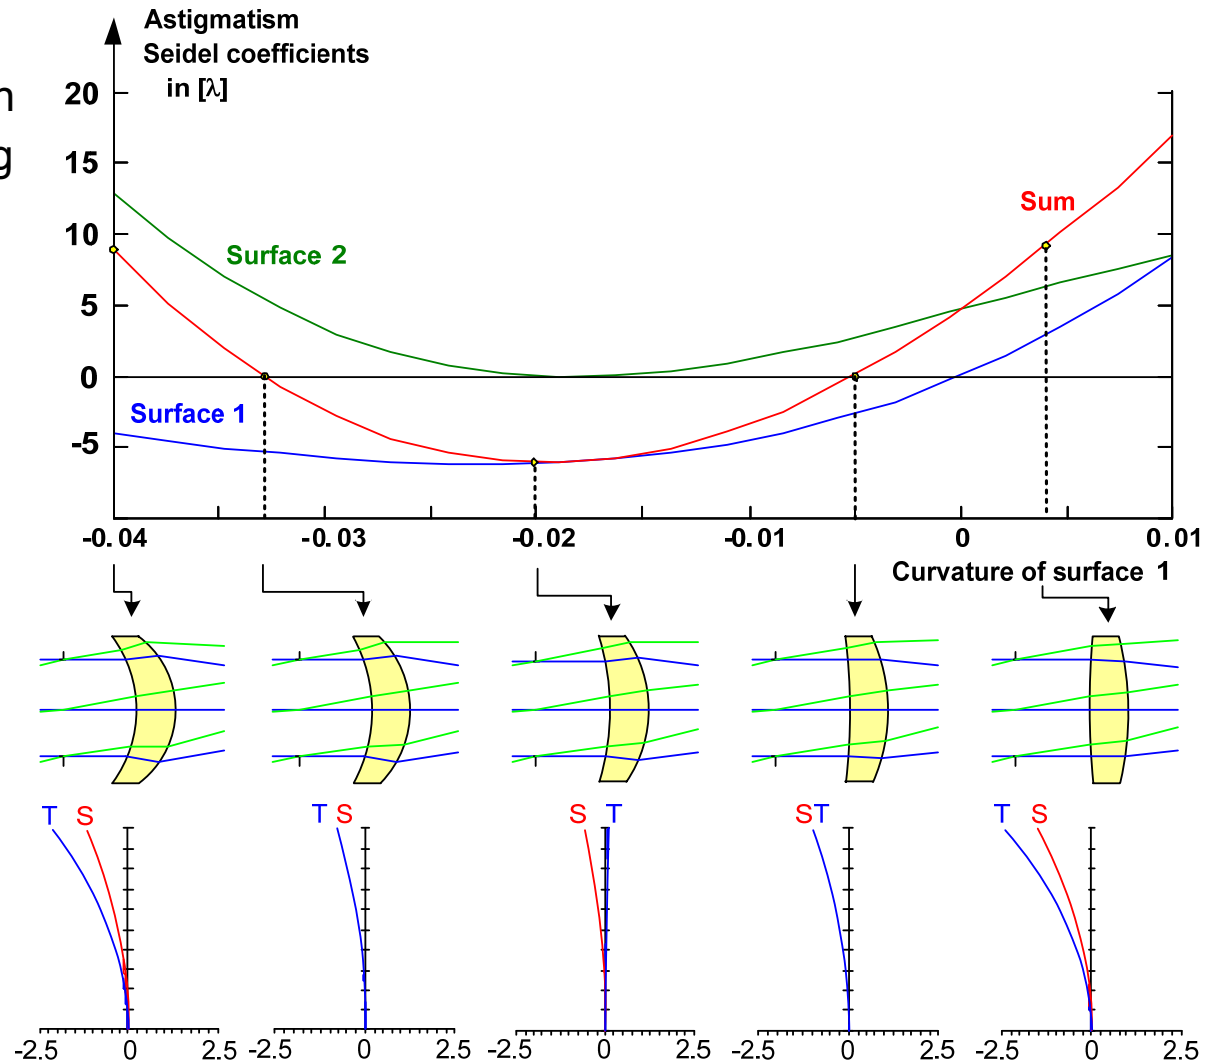 Astigmatism
Seidel coefficients
in [λ]
n
g
20
15
10
5
0
-5
Sum
Surface 2
Surface 1
-0.04 -0.03 -0.02 -0.01 0 0.01
Curvature of surface 1
T S T S S T S T T S
-2.5 0 2.5 -2.5 0 2.5 -2.5 0 2.5 -2.5 0 2.5 -2.5 0 2.5